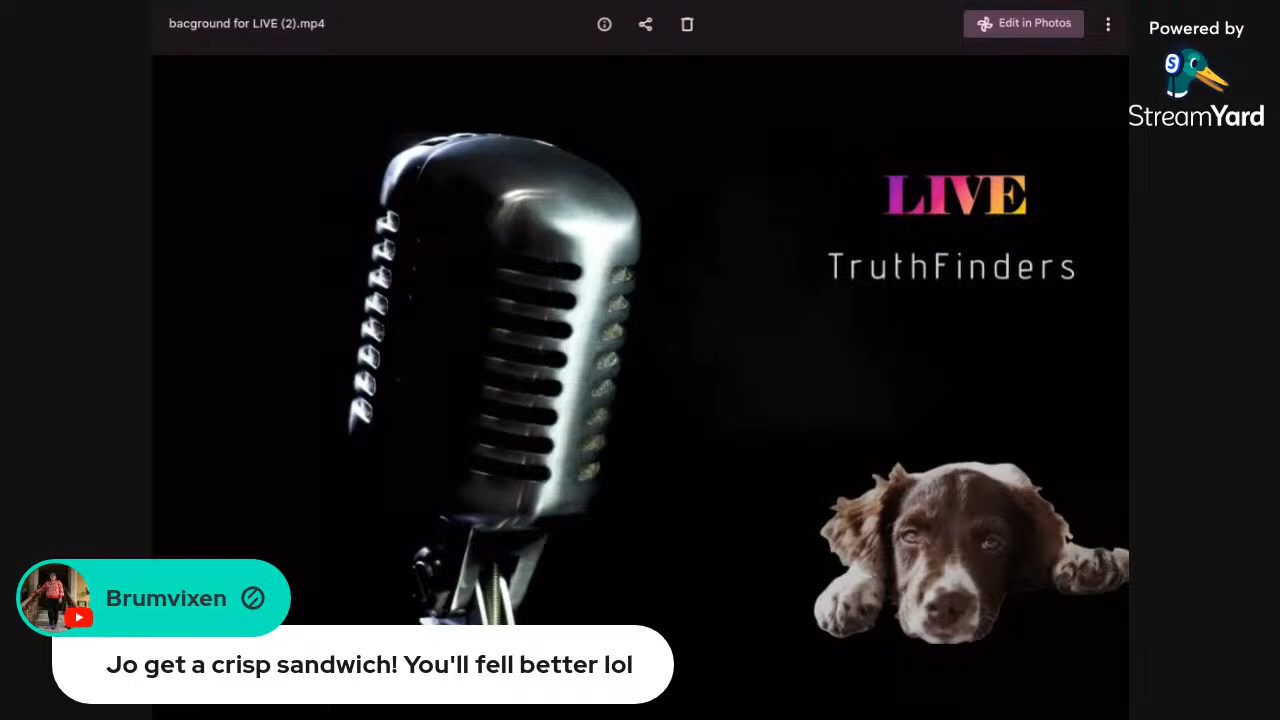 bacground for LIVE (2).mp4
Edit in Photos
Powered by
S
StreamYard
LIVE
TruthFinders
Brumvixen
Jo get a crisp sandwich! You'll fell better lol